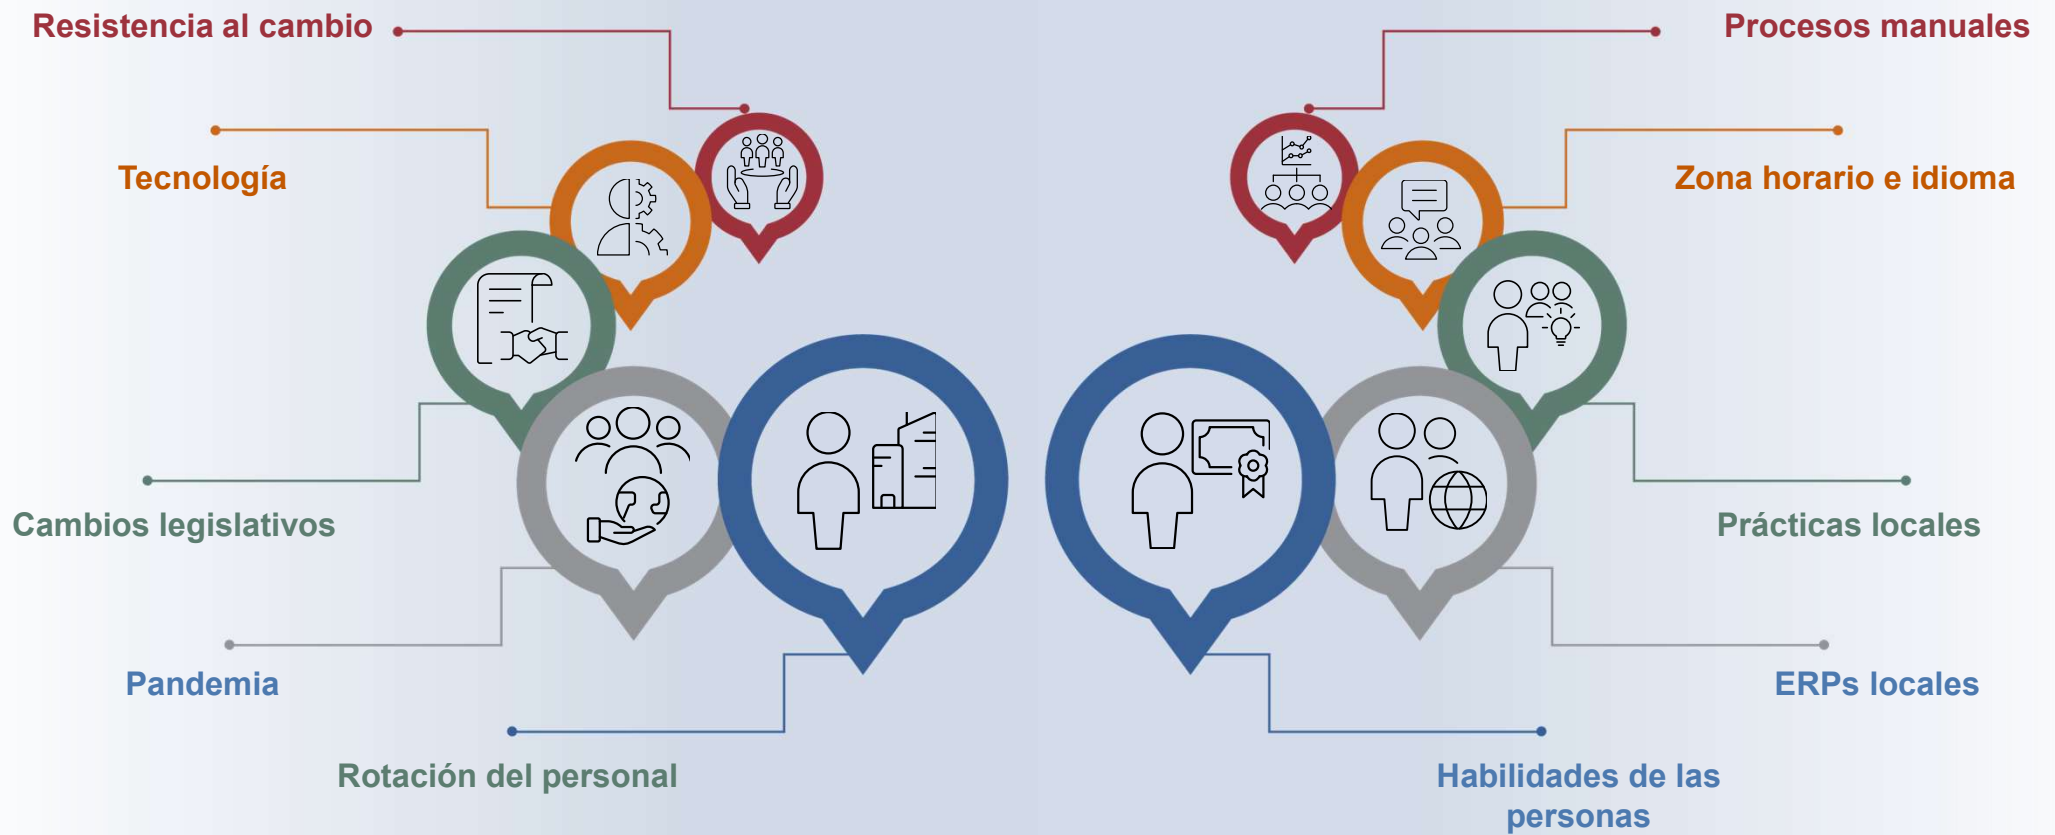 Resistencia al cambio
Tecnología
Cambios legislativos
Pandemia
Rotación del personal
Procesos manuales
Zona horario e idioma
Prácticas locales
ERPs locales
Habilidades de las
personas